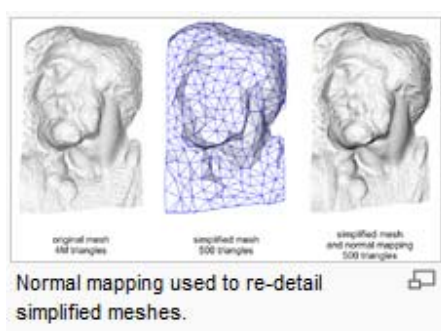 original mesh
4M triangles
simplified mesh
500 triangles
simplified mesh
and normal mapping
500 triangles
Normal mapping used to re-detail
simplified meshes.